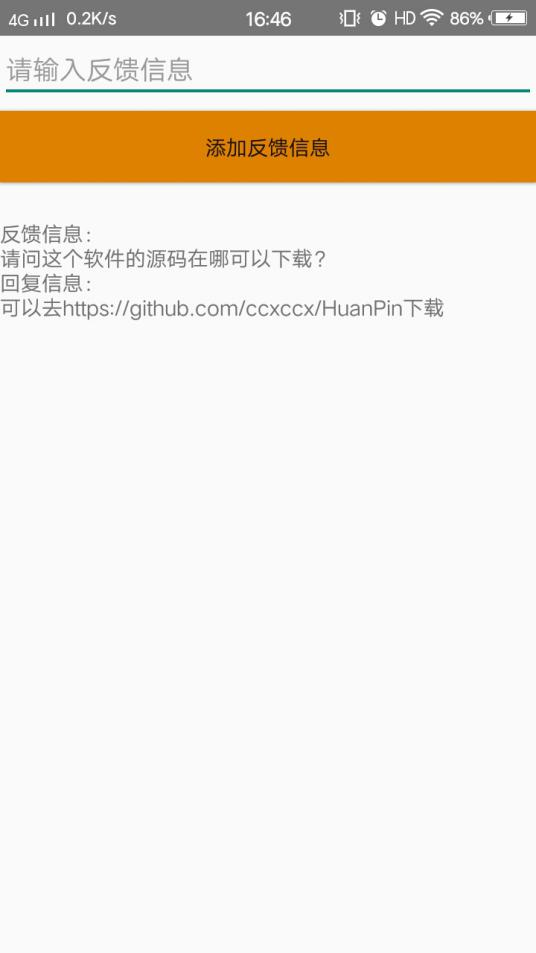 4G 0.2K/s 16:46 HD 86%
请输入反馈信息
添加反馈信息
反馈信息：
请问这个软件的源码在哪可以下载？
回复信息：
可以去https://github.com/ccxccx/HuanPin下载